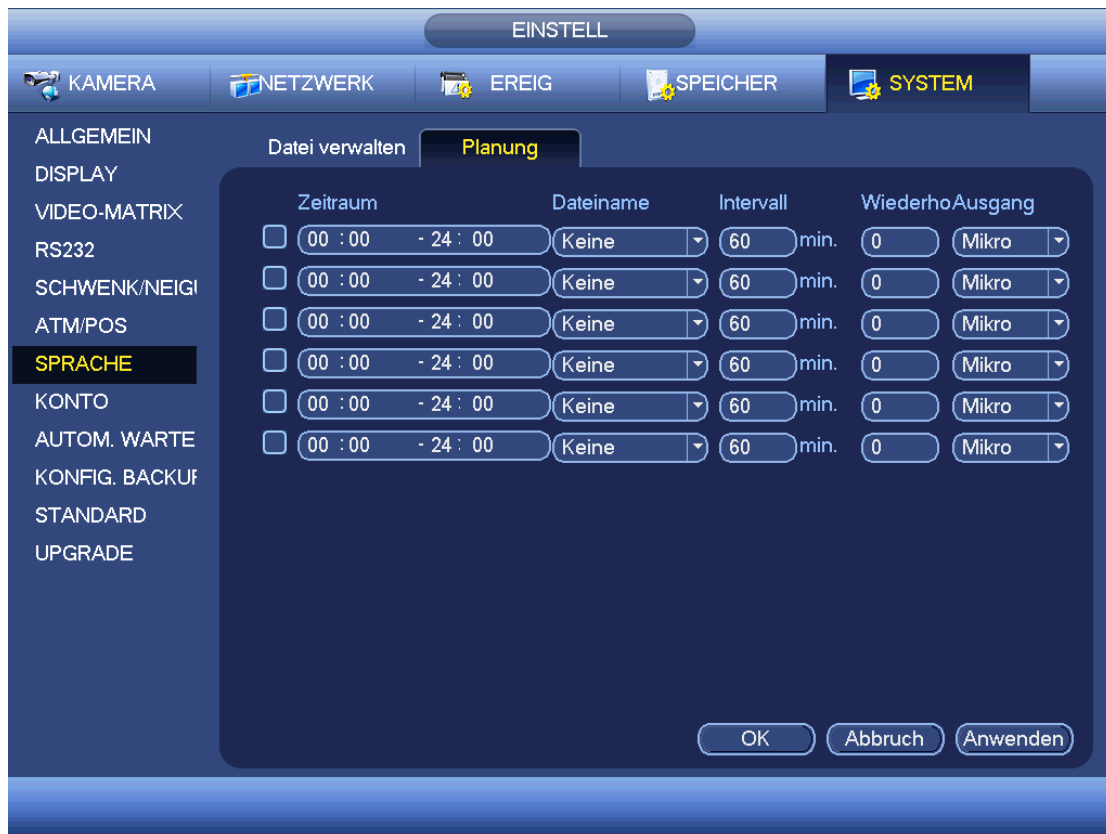 EINSTELL
KAMERA NETZWERK EREIG SPEICHER SYSTEM
ALLGEMEIN
DISPLAY
VIDEO-MATRIX
RS232
SCHWENK/NEIGU
ATM/POS
SPRACHE
KONTO
AUTOM. WARTE
KONFIG. BACKUP
STANDARD
UPGRADE
Datei verwalten Planung
Zeitraum Dateiname Intervall WiederhoAusgang
00 :00 - 24 : 00 Keine 60 min. 0 Mikro
00 :00 - 24 : 00 Keine 60 min. 0 Mikro
00 :00 - 24 : 00 Keine 60 min. 0 Mikro
00 :00 - 24 : 00 Keine 60 min. 0 Mikro
00 :00 - 24 : 00 Keine 60 min. 0 Mikro
00 :00 - 24 : 00 Keine 60 min. 0 Mikro
OK Abbruch Anwenden